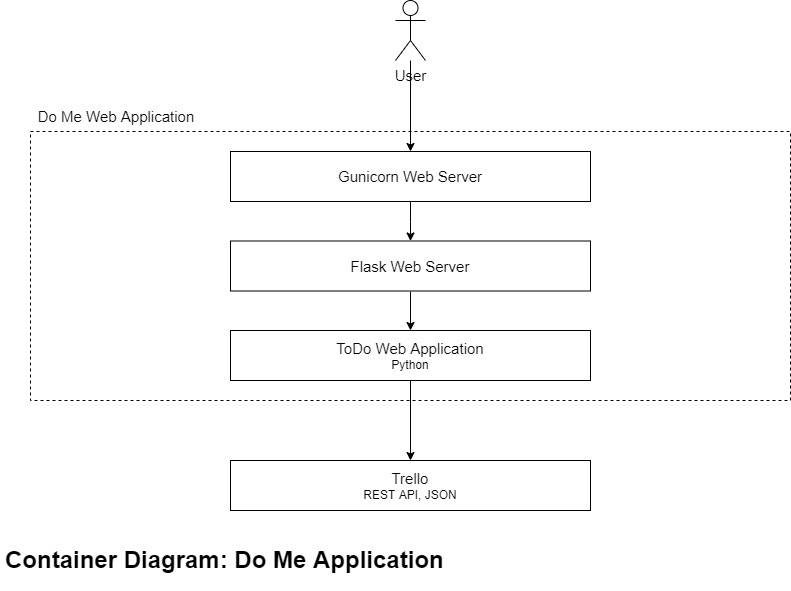 User
Do Me Web Application
Gunicorn Web Server
Flask Web Server
ToDo Web Application
Python
Trello
REST API, JSON
Container Diagram: Do Me Application